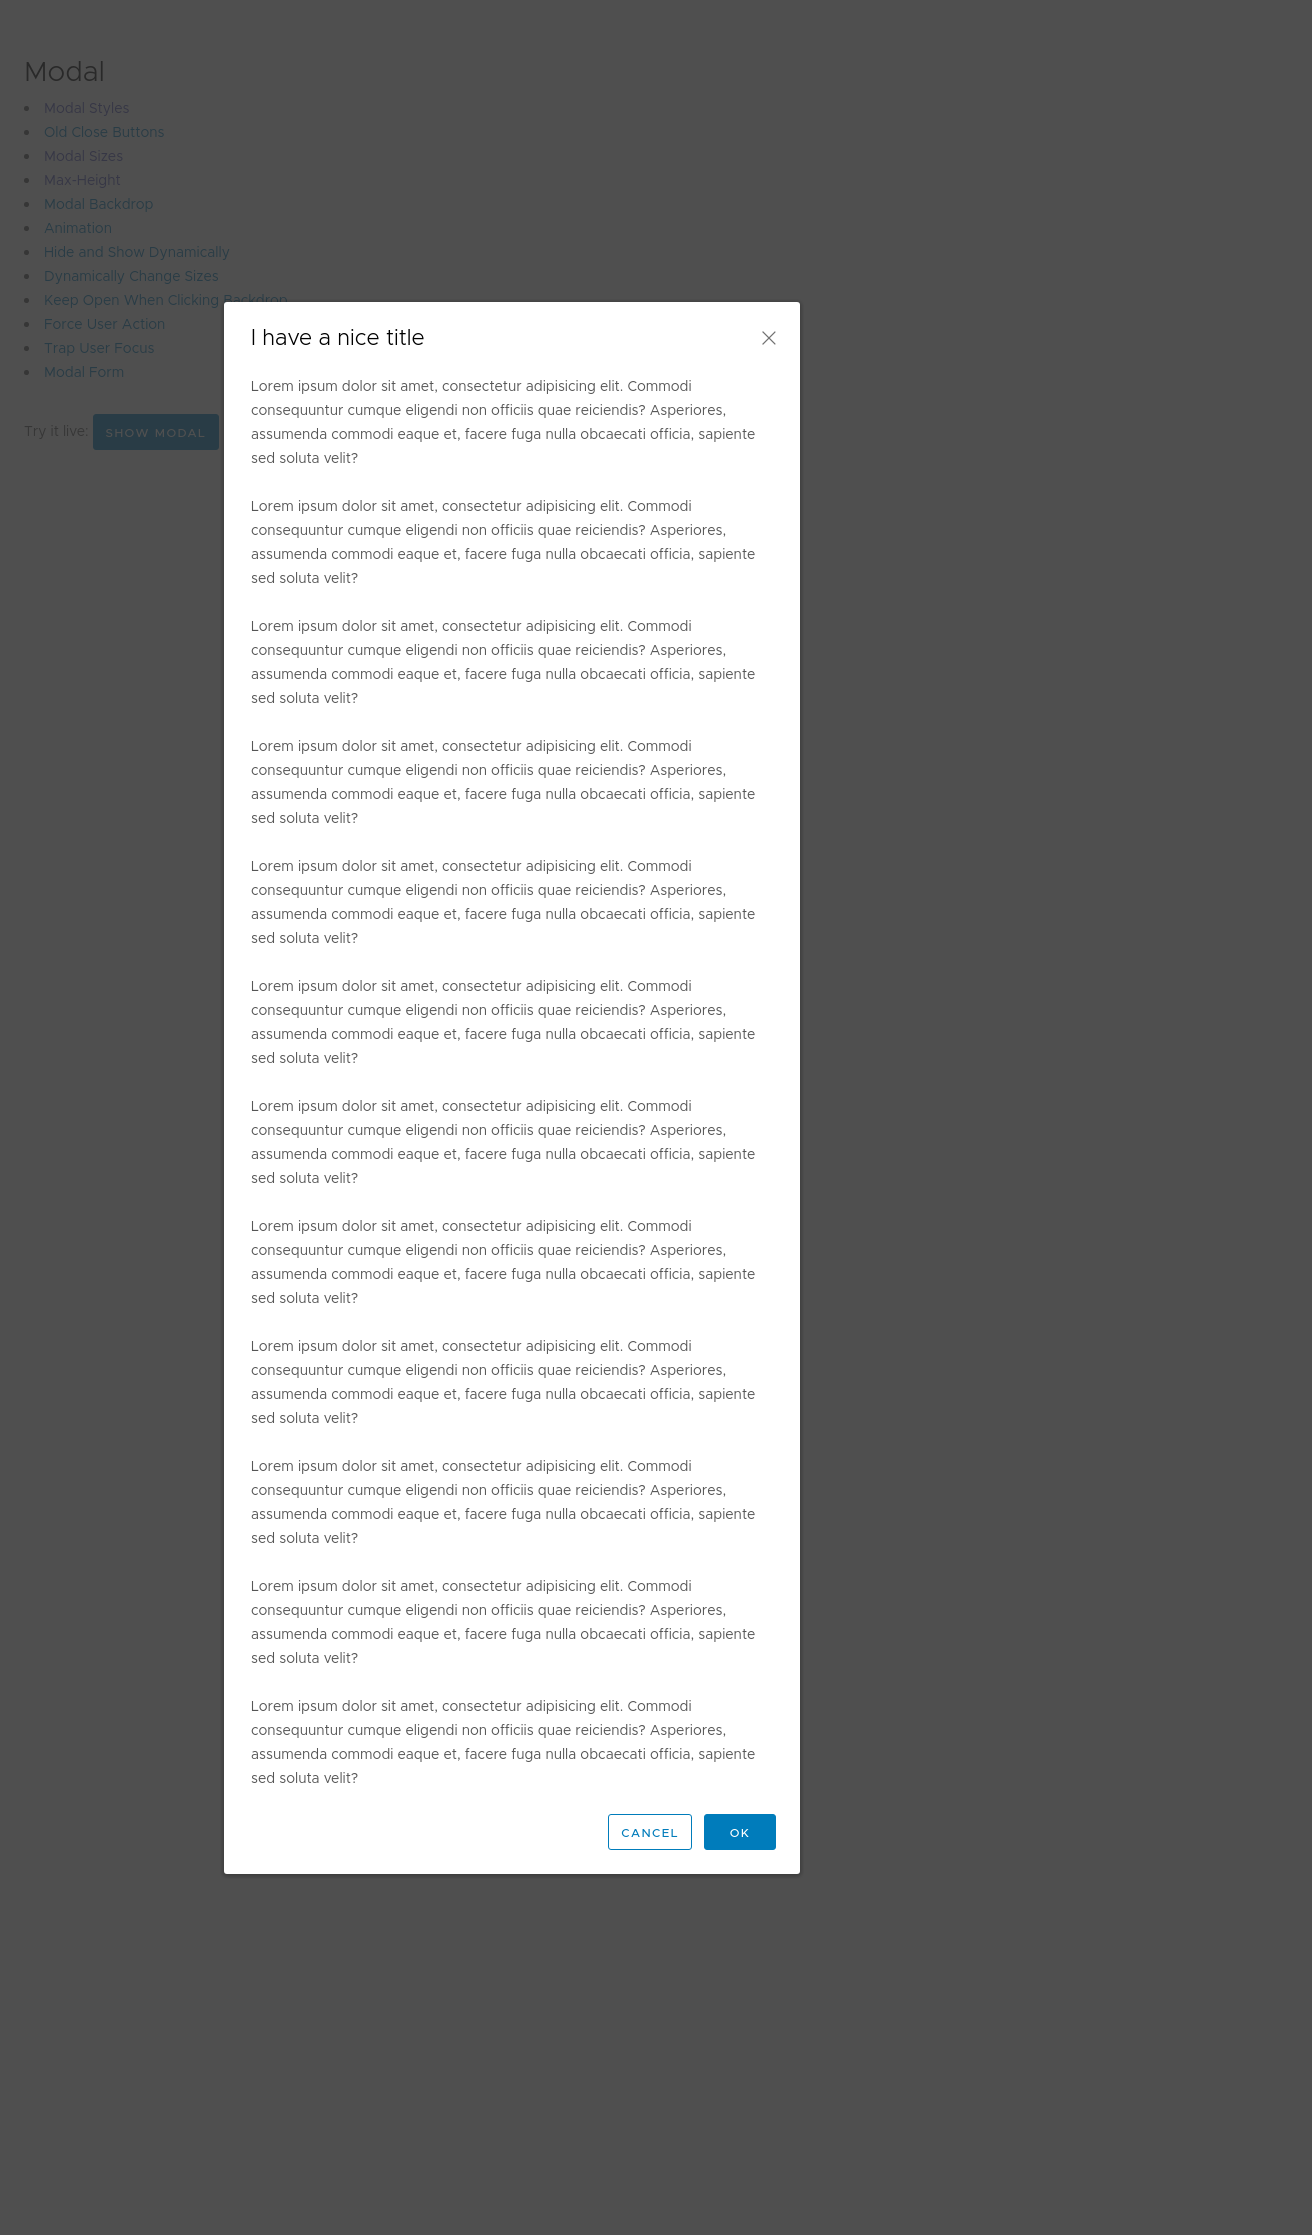 Modal
Modal Styles
Old Close Buttons
Modal Sizes
Max-Height
Modal Backdrop
Animation
Hide and Show Dynamically
Dynamically Change Sizes
Keep Open When Clicking Backdrop
Force User Action
Trap User Focus
Modal Form
Try it live: SHOW MODAL
I have a nice title
Lorem ipsum dolor sit amet, consectetur adipisicing elit. Commodi
consequuntur cumque eligendi non officiis quae reiciendis? Asperiores,
assumenda commodi eaque et, facere fuga nulla obcaecati officia, sapiente
sed soluta velit?
Lorem ipsum dolor sit amet, consectetur adipisicing elit. Commodi
consequuntur cumque eligendi non officiis quae reiciendis? Asperiores,
assumenda commodi eaque et, facere fuga nulla obcaecati officia, sapiente
sed soluta velit?
Lorem ipsum dolor sit amet, consectetur adipisicing elit. Commodi
consequuntur cumque eligendi non officiis quae reiciendis? Asperiores,
assumenda commodi eaque et, facere fuga nulla obcaecati officia, sapiente
sed soluta velit?
Lorem ipsum dolor sit amet, consectetur adipisicing elit. Commodi
consequuntur cumque eligendi non officiis quae reiciendis? Asperiores,
assumenda commodi eaque et, facere fuga nulla obcaecati officia, sapiente
sed soluta velit?
Lorem ipsum dolor sit amet, consectetur adipisicing elit. Commodi
consequuntur cumque eligendi non officiis quae reiciendis? Asperiores,
assumenda commodi eaque et, facere fuga nulla obcaecati officia, sapiente
sed soluta velit?
Lorem ipsum dolor sit amet, consectetur adipisicing elit. Commodi
consequuntur cumque eligendi non officiis quae reiciendis? Asperiores,
assumenda commodi eaque et, facere fuga nulla obcaecati officia, sapiente
sed soluta velit?
Lorem ipsum dolor sit amet, consectetur adipisicing elit. Commodi
consequuntur cumque eligendi non officiis quae reiciendis? Asperiores,
assumenda commodi eaque et, facere fuga nulla obcaecati officia, sapiente
sed soluta velit?
Lorem ipsum dolor sit amet, consectetur adipisicing elit. Commodi
consequuntur cumque eligendi non officiis quae reiciendis? Asperiores,
assumenda commodi eaque et, facere fuga nulla obcaecati officia, sapiente
sed soluta velit?
Lorem ipsum dolor sit amet, consectetur adipisicing elit. Commodi
consequuntur cumque eligendi non officiis quae reiciendis? Asperiores,
assumenda commodi eaque et, facere fuga nulla obcaecati officia, sapiente
sed soluta velit?
Lorem ipsum dolor sit amet, consectetur adipisicing elit. Commodi
consequuntur cumque eligendi non officiis quae reiciendis? Asperiores,
assumenda commodi eaque et, facere fuga nulla obcaecati officia, sapiente
sed soluta velit?
Lorem ipsum dolor sit amet, consectetur adipisicing elit. Commodi
consequuntur cumque eligendi non officiis quae reiciendis? Asperiores,
assumenda commodi eaque et, facere fuga nulla obcaecati officia, sapiente
sed soluta velit?
Lorem ipsum dolor sit amet, consectetur adipisicing elit. Commodi
consequuntur cumque eligendi non officiis quae reiciendis? Asperiores,
assumenda commodi eaque et, facere fuga nulla obcaecati officia, sapiente
sed soluta velit?
CANCEL OK